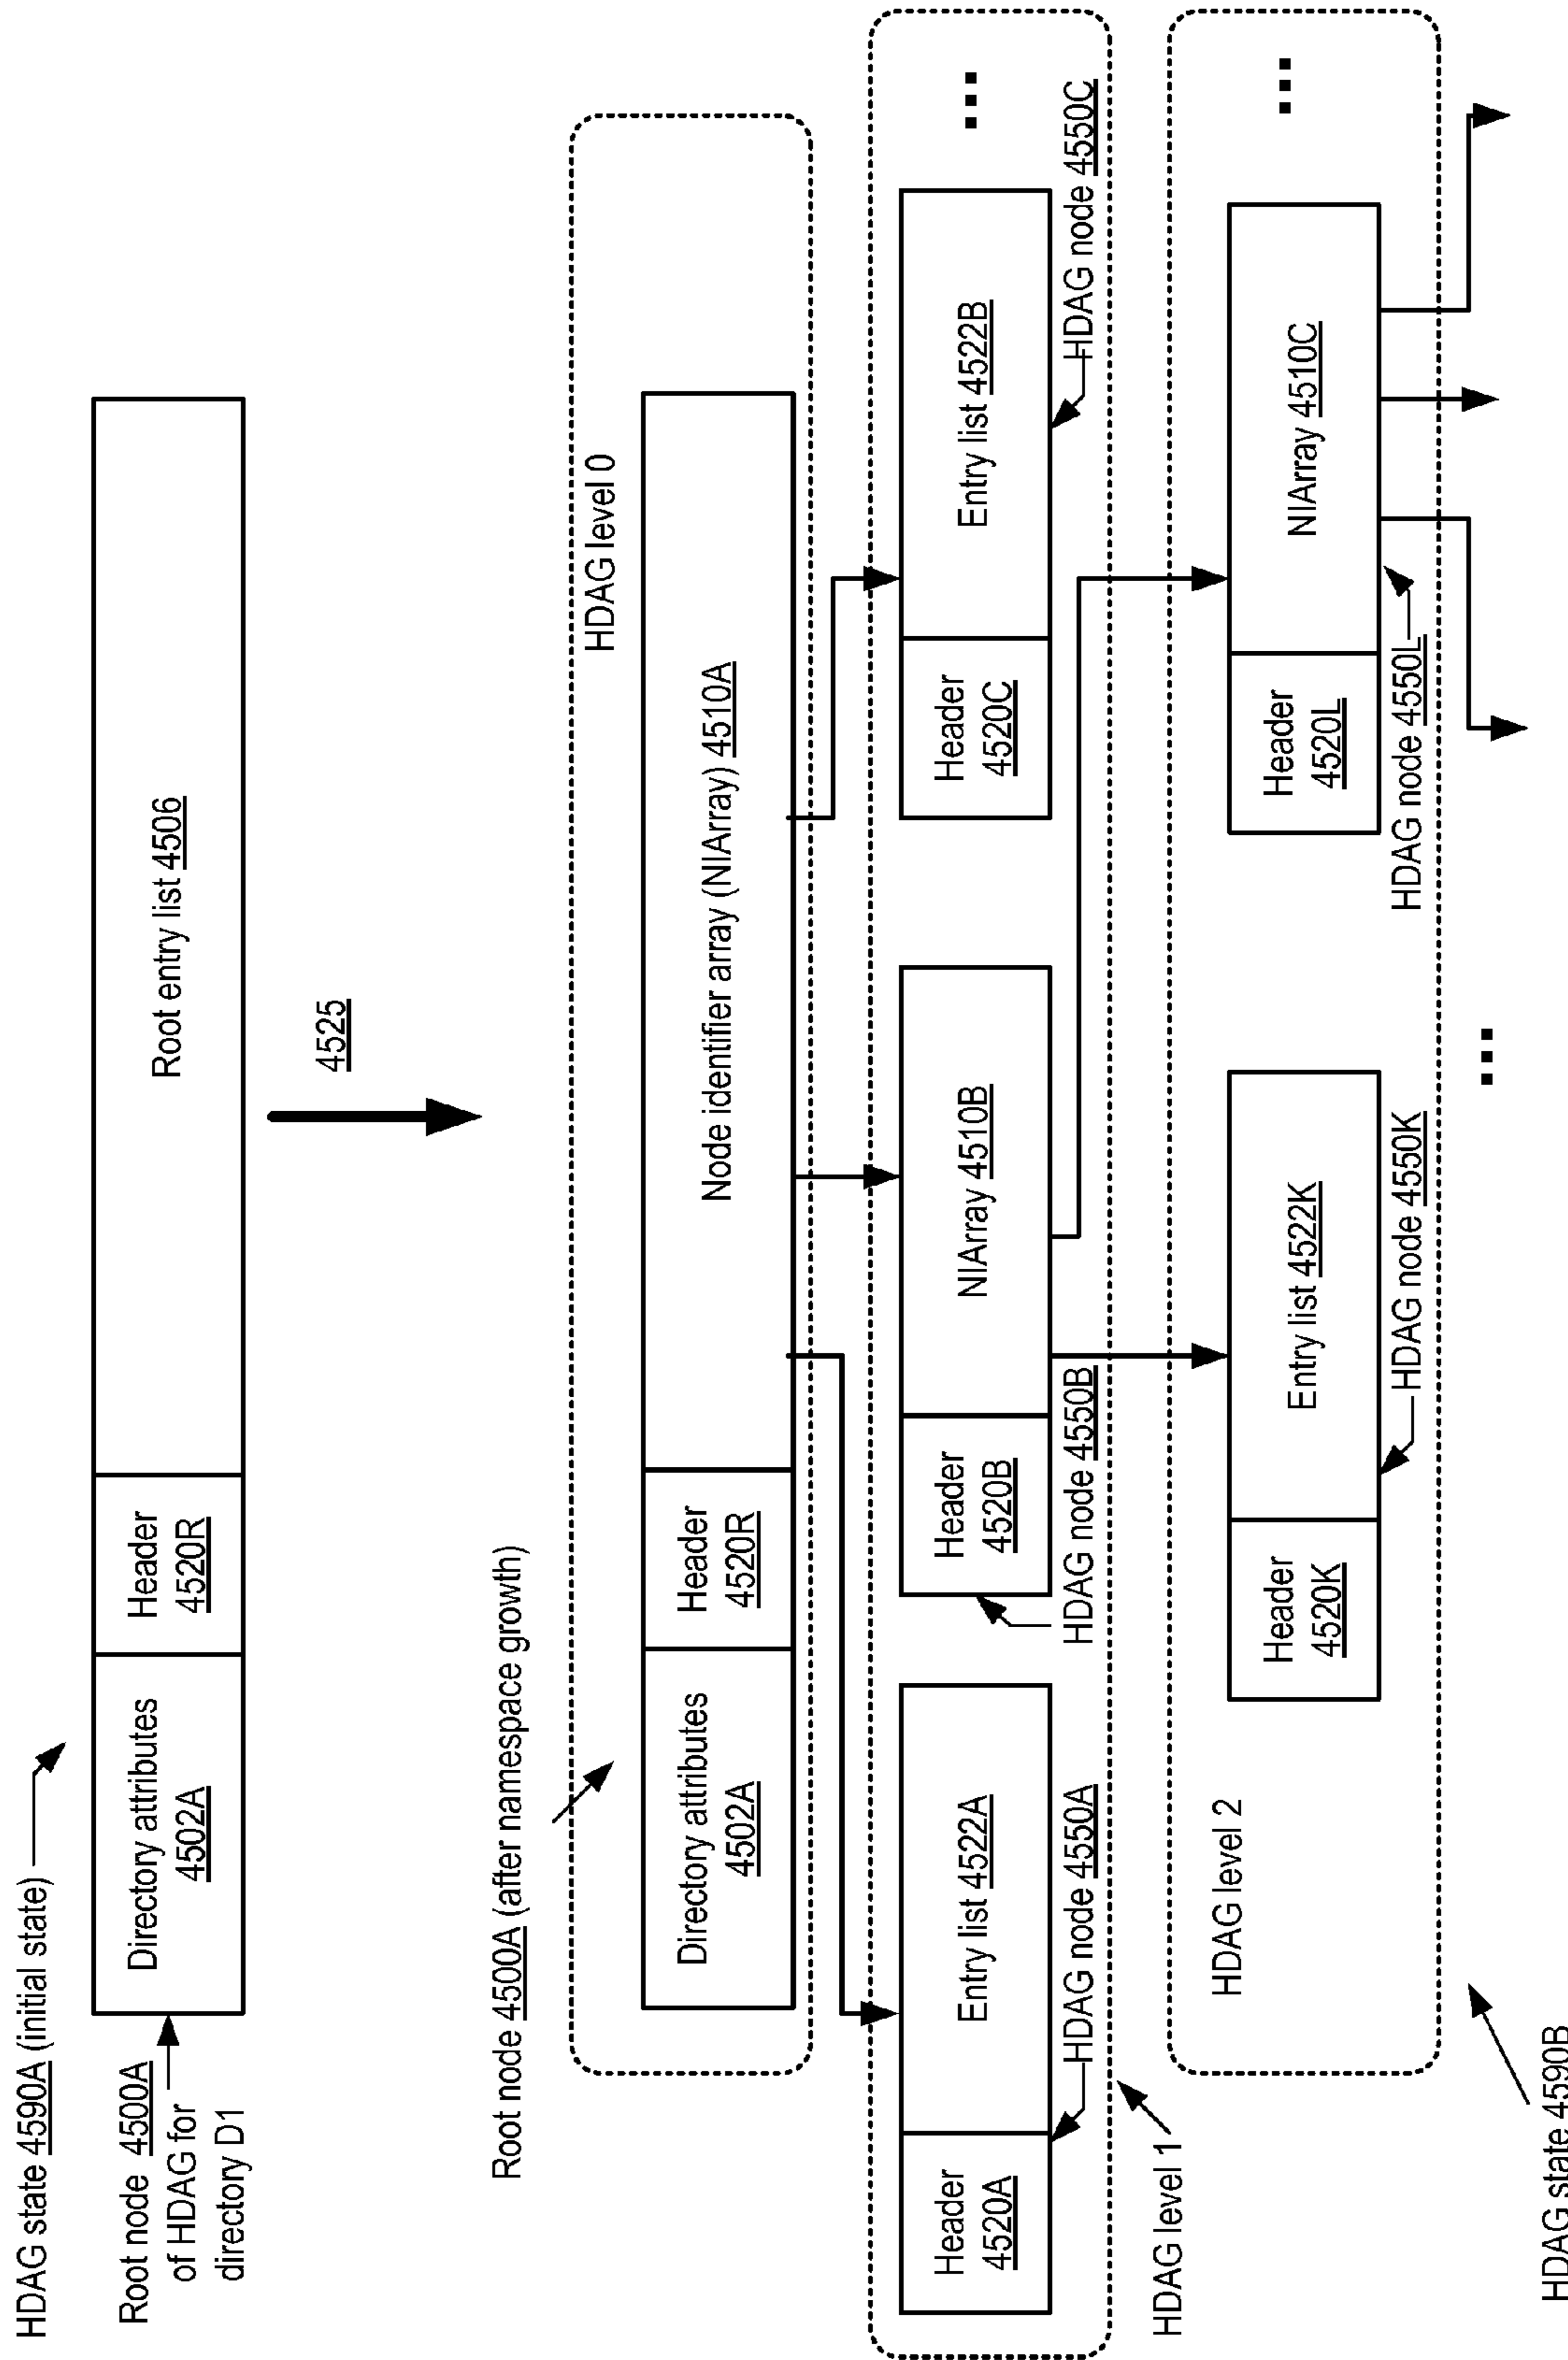 HDAG state 4590A (initial state)
Root node 4500A
of HDAG for
directory D1
Directory attributes
4502A
Header
4520R
Root entry list 4506
4525
Root node 4500A (after namespace growth)
HDAG level 0
Directory attributes
4502A
Header
4520R
Node identifier array (NIArray) 4510A
Header
4520A
Entry list 4522A
HDAG node 4550A
Header
4520B
NIArray 4510B
HDAG node 4550B
Header
4520C
Entry list 4522B
HDAG node 4550C
...
HDAG level 1
HDAG level 2
Header
4520K
Entry list 4522K
HDAG node 4550K
...
Header
4520L
NIArray 4510C
HDAG node 4550L
...
HDAG state 4590B